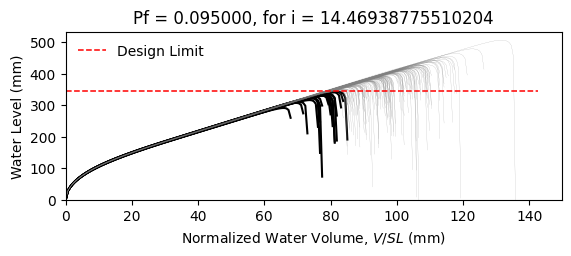 Pf = 0.095000, for i = 14.46938775510204
Design Limit
Water Level (mm)
500
400
300
200
100
0
0 20 40 60 80 100 120 140
Normalized Water Volume, V/SL (mm)